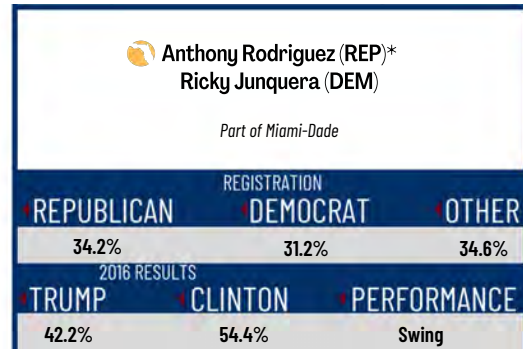 Anthony Rodriguez (REP)*
Ricky Junquera (DEM)
Part of Miami-Dade
REGISTRATION
REPUBLICAN DEMOCRAT OTHER
34.2% 31.2% 34.6%
2016 RESULTS
TRUMP CLINTON PERFORMANCE
42.2% 54.4% Swing